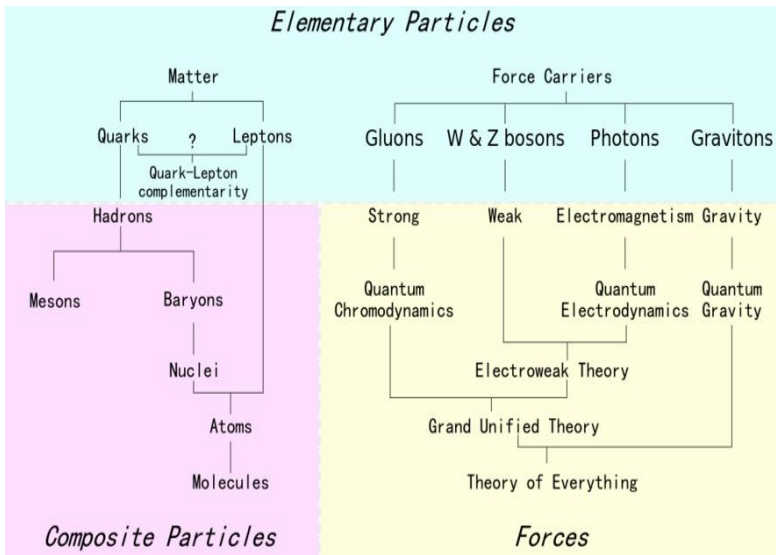 Elementary Particles
Matter
Force Carriers
Quarks
?
Leptons
Gluons
W & Z bosons
Photons
Gravitons
Quark-Lepton
complementarity
Hadrons
Strong
Weak
Electromagnetism
Gravity
Mesons
Baryons
Quantum
Chromodynamics
Quantum
Electrodynamics
Quantum
Gravity
Nuclei
Electroweak Theory
Atoms
Grand Unified Theory
Molecules
Theory of Everything
Composite Particles
Forces